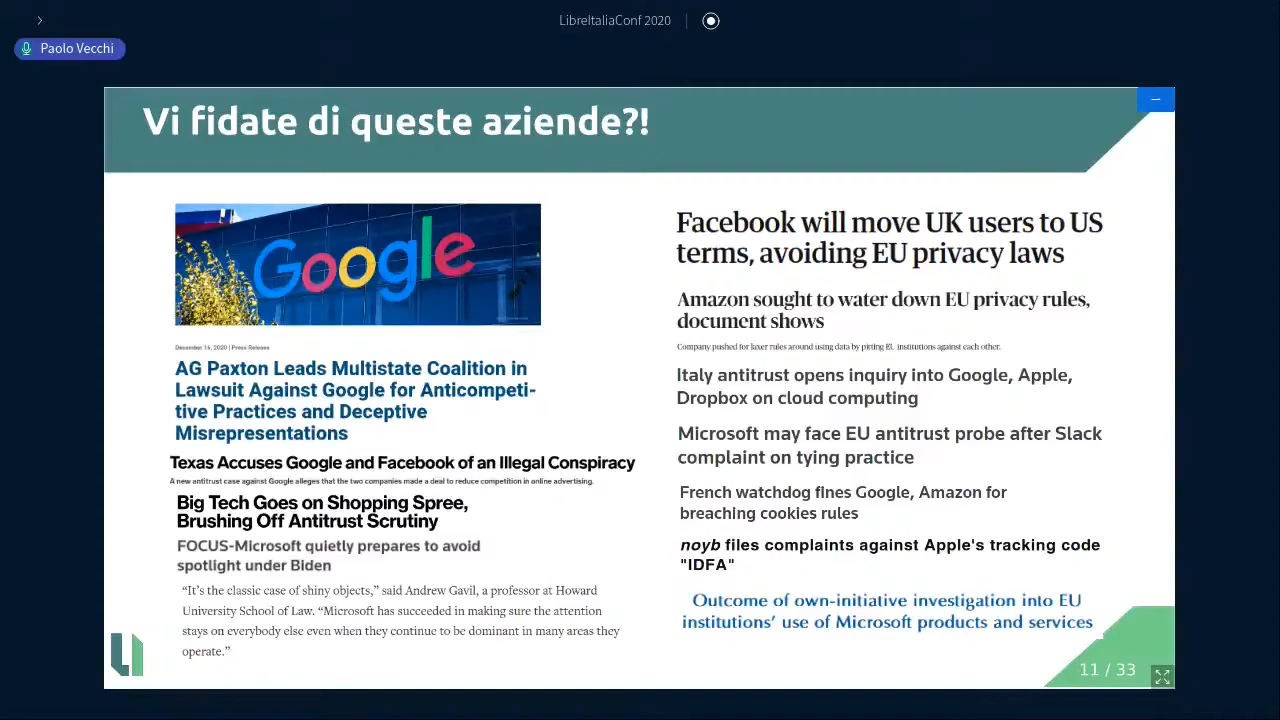 LibreItaliaConf 2020
Paolo Vecchi
Vi fidate di queste aziende?!
Google
December 16, 2020 | Press Release
AG Paxton Leads Multistate Coalition in
Lawsuit Against Google for Anticompeti-
tive Practices and Deceptive
Misrepresentations
Texas Accuses Google and Facebook of an Illegal Conspiracy
A new antitrust case against Google alleges that the two companies made a deal to reduce competition in online advertising.
Big Tech Goes on Shopping Spree,
Brushing Off Antitrust Scrutiny
FOCUS-Microsoft quietly prepares to avoid
spotlight under Biden
“It’s the classic case of shiny objects,” said Andrew Gavil, a professor at Howard
University School of Law. “Microsoft has succeeded in making sure the attention
stays on everybody else even when they continue to be dominant in many areas they
operate.”
Facebook will move UK users to US
terms, avoiding EU privacy laws
Amazon sought to water down EU privacy rules,
document shows
Company pushed for laxer rules around using data by pitting EU institutions against each other.
Italy antitrust opens inquiry into Google, Apple,
Dropbox on cloud computing
Microsoft may face EU antitrust probe after Slack
complaint on tying practice
French watchdog fines Google, Amazon for
breaching cookies rules
noyb files complaints against Apple's tracking code
"IDFA"
Outcome of own-initiative investigation into EU
institutions’ use of Microsoft products and services
11 / 33